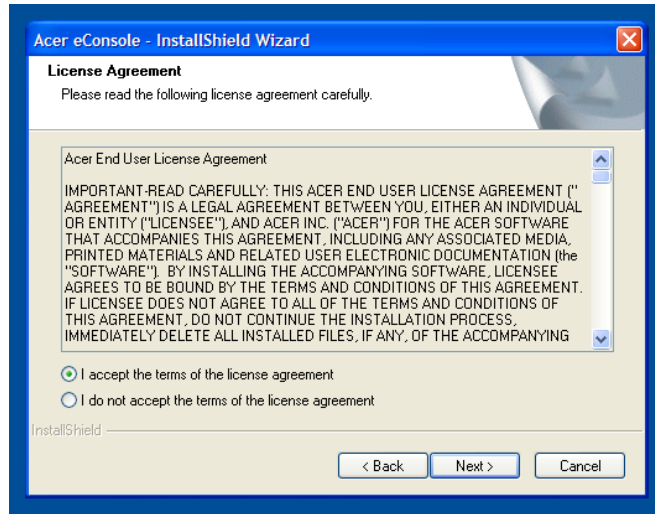 Acer eConsole - InstallShield Wizard
License Agreement
Please read the following license agreement carefully.
Acer End User License Agreement
IMPORTANT-READ CAREFULLY: THIS ACER END USER LICENSE AGREEMENT ("
AGREEMENT") IS A LEGAL AGREEMENT BETWEEN YOU, EITHER AN INDIVIDUAL
OR ENTITY ("LICENSEE"), AND ACER INC. ("ACER") FOR THE ACER SOFTWARE
THAT ACCOMPANIES THIS AGREEMENT, INCLUDING ANY ASSOCIATED MEDIA,
PRINTED MATERIALS AND RELATED USER ELECTRONIC DOCUMENTATION (the
"SOFTWARE"). BY INSTALLING THE ACCOMPANYING SOFTWARE, LICENSEE
AGREES TO BE BOUND BY THE TERMS AND CONDITIONS OF THIS AGREEMENT.
IF LICENSEE DOES NOT AGREE TO ALL OF THE TERMS AND CONDITIONS OF
THIS AGREEMENT, DO NOT CONTINUE THE INSTALLATION PROCESS,
IMMEDIATELY DELETE ALL INSTALLED FILES, IF ANY, OF THE ACCOMPANYING
I accept the terms of the license agreement
I do not accept the terms of the license agreement
InstallShield
< Back Next > Cancel